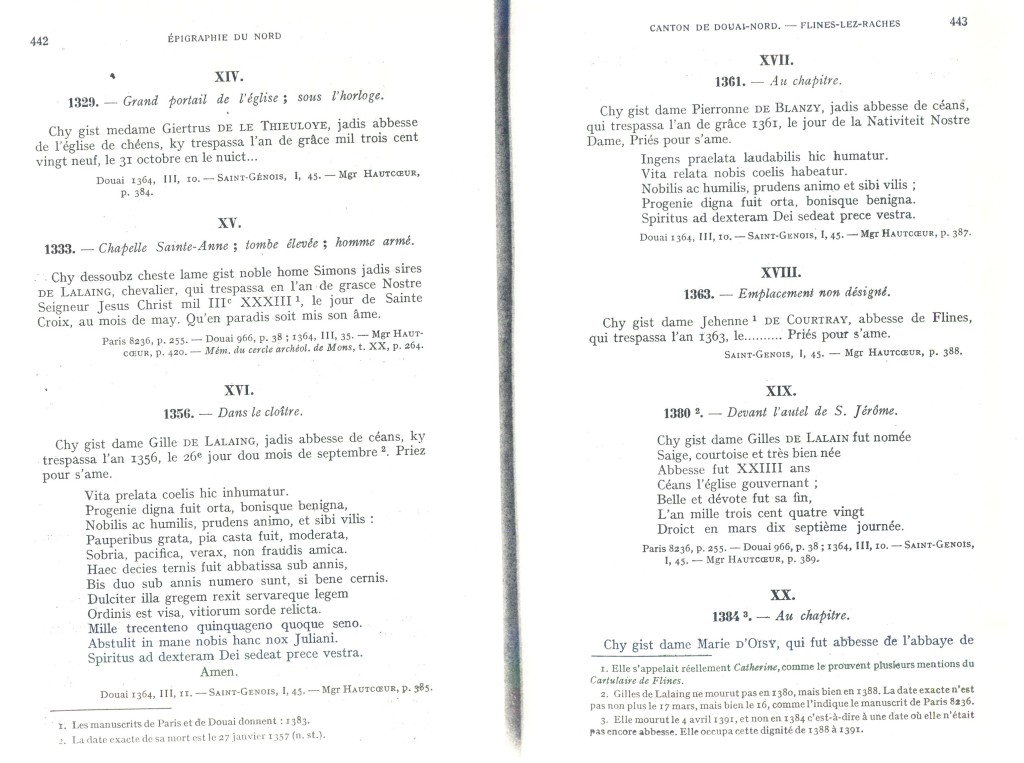 442
ÉPIGRAPHIE DU NORD
XIV.
1329. — Grand portail de l'église ; sous l'horloge.
Chy gist medame Giertrus DE LE THIEULOYE, jadis abbesse
de l'église de chéens, ky trespassa l'an de grâce mil trois cent
vingt neuf, le 31 octobre en le nuict...
Douai 1364, III, 10. — SAINT-GÉNOIS, I, 45. — Mgr HAUTCŒUR,
p. 384.
XV.
1333. — Chapelle Sainte-Anne ; tombe élevée ; homme armé.
Chy dessoubz cheste lame gist noble home Simons jadis sires
DE LALAING, chevalier, qui trespassa en l'an de grasce Nostre
Seigneur Jesus Christ mil IIIᶜ XXXIII ¹, le jour de Sainte
Croix, au mois de may. Qu'en paradis soit mis son âme.
Paris 8236, p. 255. — Douai 966, p. 38 ; 1364, III, 35. — Mgr HAUT-
CŒUR, p. 420. — Mém. du cercle archéol. de Mons, t. XX, p. 264.
XVI.
1356. — Dans le cloître.
Chy gist dame Gille DE LALAING, jadis abbesse de céans, ky
trespassa l'an 1356, le 26ᵉ jour dou mois de septembre ². Priez
pour s'ame.
Vita prelata coelis hic inhumatur.
Progenie digna fuit orta, bonisque benigna,
Nobilis ac humilis, prudens animo, et sibi vilis :
Pauperibus grata, pia casta fuit, moderata,
Sobria, pacifica, verax, non fraudis amica.
Haec decies ternis fuit abbatissa sub annis,
Bis duo sub annis numero sunt, si bene cernis.
Dulciter illa gregem rexit servareque legem
Ordinis est visa, vitiorum sorde relicta.
Mille trecenteno quinquageno quoque seno.
Abstulit in mane nobis hanc nox Juliani.
Spiritus ad dexteram Dei sedeat prece vestra.
Amen.
Douai 1364, III, 11. — SAINT-GENOIS, I, 45. — Mgr HAUTCŒUR, p. 385.
1. Les manuscrits de Paris et de Douai donnent : 1383.
2. La date exacte de sa mort est le 27 janvier 1357 (n. st.).
CANTON DE DOUAI-NORD. — FLINES-LEZ-RACHES
443
XVII.
1361. — Au chapitre.
Chy gist dame Pierronne DE BLANZY, jadis abbesse de céans,
qui trespassa l'an de grâce 1361, le jour de la Nativiteit Nostre
Dame, Priés pour s'ame.
Ingens praelata laudabilis hic humatur.
Vita relata nobis coelis habeatur.
Nobilis ac humilis, prudens animo et sibi vilis ;
Progenie digna fuit orta, bonisque benigna.
Spiritus ad dexteram Dei sedeat prece vestra.
Douai 1364, III, 10. — SAINT-GENOIS, I, 45. — Mgr HAUTCŒUR, p. 387.
XVIII.
1363. — Emplacement non désigné.
Chy gist dame Jehenne ¹ DE COURTRAY, abbesse de Flines,
qui trespassa l'an 1363, le.......... Priés pour s'ame.
SAINT-GENOIS, I, 45. — Mgr HAUTCŒUR, p. 388.
XIX.
1380 ². — Devant l'autel de S. Jérôme.
Chy gist dame Gilles DE LALAIN fut nomée
Saige, courtoise et très bien née
Abbesse fut XXIIII ans
Céans l'église gouvernant ;
Belle et dévote fut sa fin,
L'an mille trois cent quatre vingt
Droict en mars dix septième journée.
Paris 8236, p. 255. — Douai 966, p. 38 ; 1364, III, 10. — SAINT-GENOIS,
I, 45. — Mgr HAUTCŒUR, p. 389.
XX.
1384 ³. — Au chapitre.
Chy gist dame Marie D'OISY, qui fut abbesse de l'abbaye de
1. Elle s'appelait réellement Catherine, comme le prouvent plusieurs mentions du
Cartulaire de Flines.
2. Gilles de Lalaing ne mourut pas en 1380, mais bien en 1388. La date exacte n'est
pas non plus le 17 mars, mais bien le 16, comme l'indique le manuscrit de Paris 8236.
3. Elle mourut le 4 avril 1391, et non en 1384 c'est-à-dire à une date où elle n'était
pas encore abbesse. Elle occupa cette dignité de 1388 à 1391.